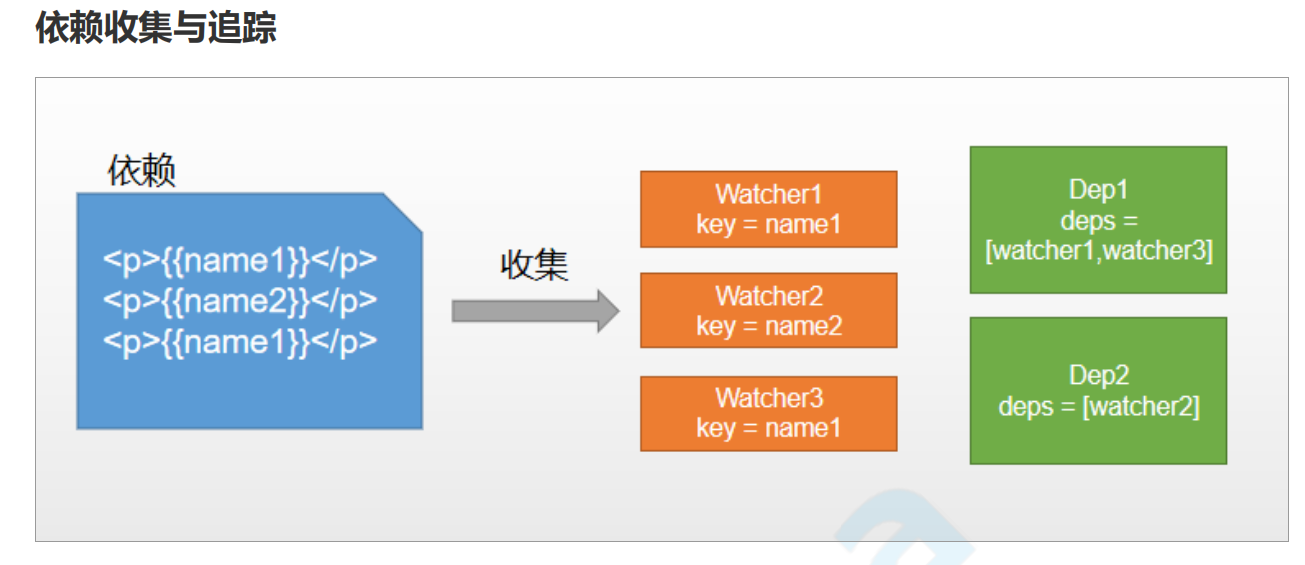 依赖收集与追踪
依赖
<p>{{name1}}</p>
<p>{{name2}}</p>
<p>{{name1}}</p>
收集
Watcher1
key = name1
Watcher2
key = name2
Watcher3
key = name1
Dep1
deps =
[watcher1,watcher3]
Dep2
deps = [watcher2]